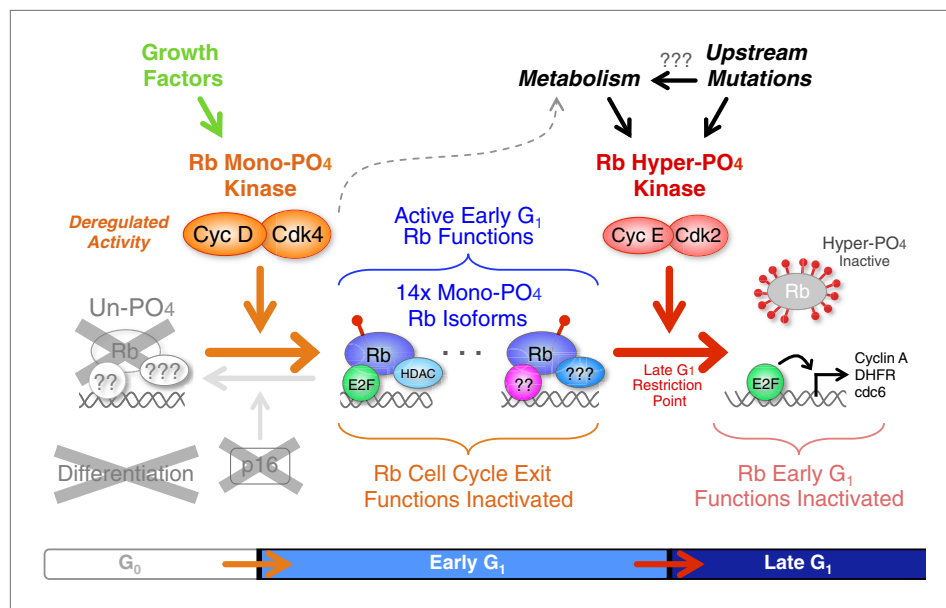 Growth
Factors
???
Upstream
Mutations
Metabolism
Rb Mono-PO4
Kinase
Rb Hyper-PO4
Kinase
Deregulated
Activity
Cyc D
Cdk4
Active Early G1
Rb Functions
Cyc E
Cdk2
Hyper-PO4
Inactive
Rb
Un-PO4
Rb
??
???
14x Mono-PO4
Rb Isoforms
Rb
E2F
HDAC
. . .
Rb
??
???
Late G1
Restriction
Point
E2F
Cyclin A
DHFR
cdc6
Differentiation
p16
Rb Cell Cycle Exit
Functions Inactivated
Rb Early G1
Functions Inactivated
G0
Early G1
Late G1